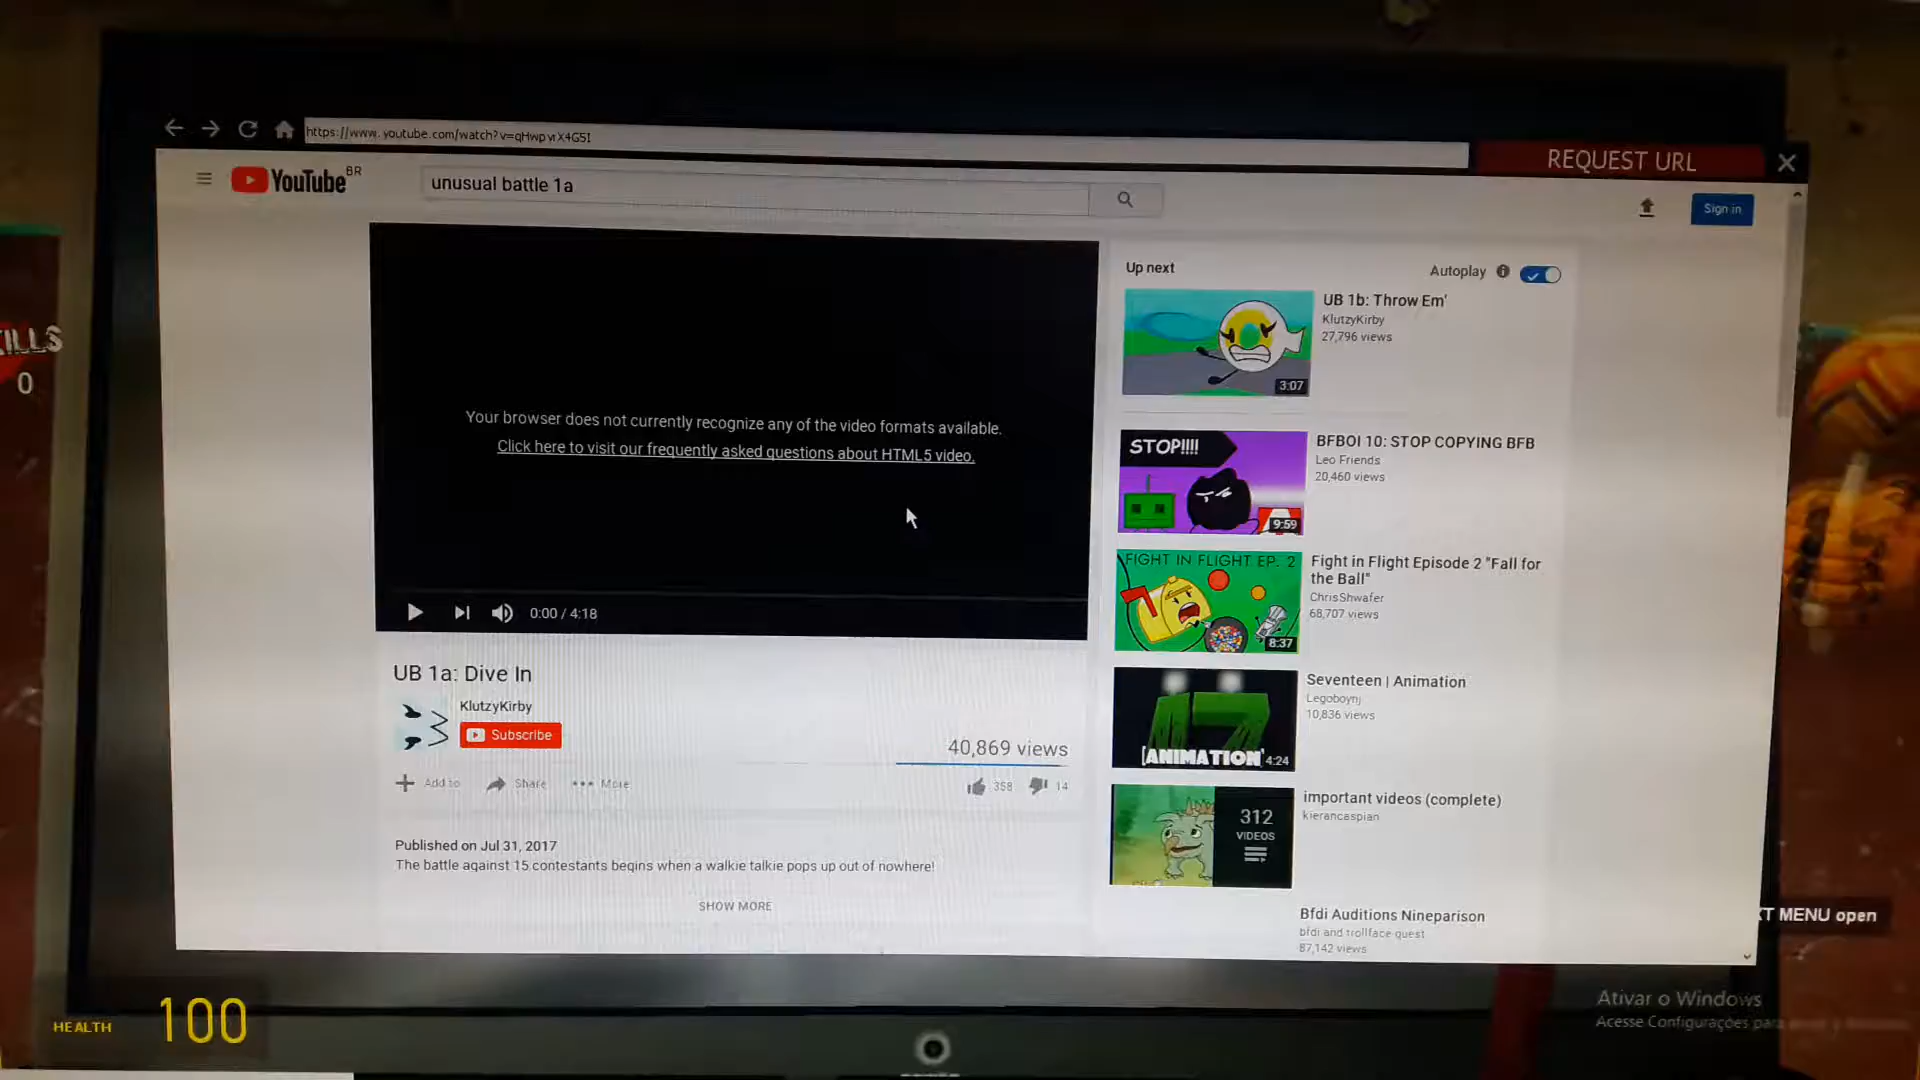 https://www.youtube.com/watch?v=qHwpvrX4G5I
REQUEST URL
YouTube BR
unusual battle 1a
Sign in
Up next
Autoplay
UB 1b: Throw Em'
KlutzyKirby
27,796 views
3:07
Your browser does not currently recognize any of the video formats available.
Click here to visit our frequently asked questions about HTML5 video.
STOP!!!!
BFBOI 10: STOP COPYING BFB
Leo Friends
20,460 views
9:59
FIGHT IN FLIGHT EP. 2
Fight in Flight Episode 2 "Fall for
the Ball"
ChrisShwafer
68,707 views
8:37
0:00 / 4:18
UB 1a: Dive In
KlutzyKirby
Subscribe
40,869 views
Add to
Share
More
358
14
Seventeen | Animation
Legoboynj
10,836 views
[ANIMATION]
4:24
important videos (complete)
kierancaspian
312
VIDEOS
Published on Jul 31, 2017
The battle against 15 contestants begins when a walkie talkie pops up out of nowhere!
SHOW MORE
Bfdi Auditions Nineparison
bfdi and trollface quest
87,142 views
0
MENU open
HEALTH 100
Ativar o Windows
Acesse Configurações para